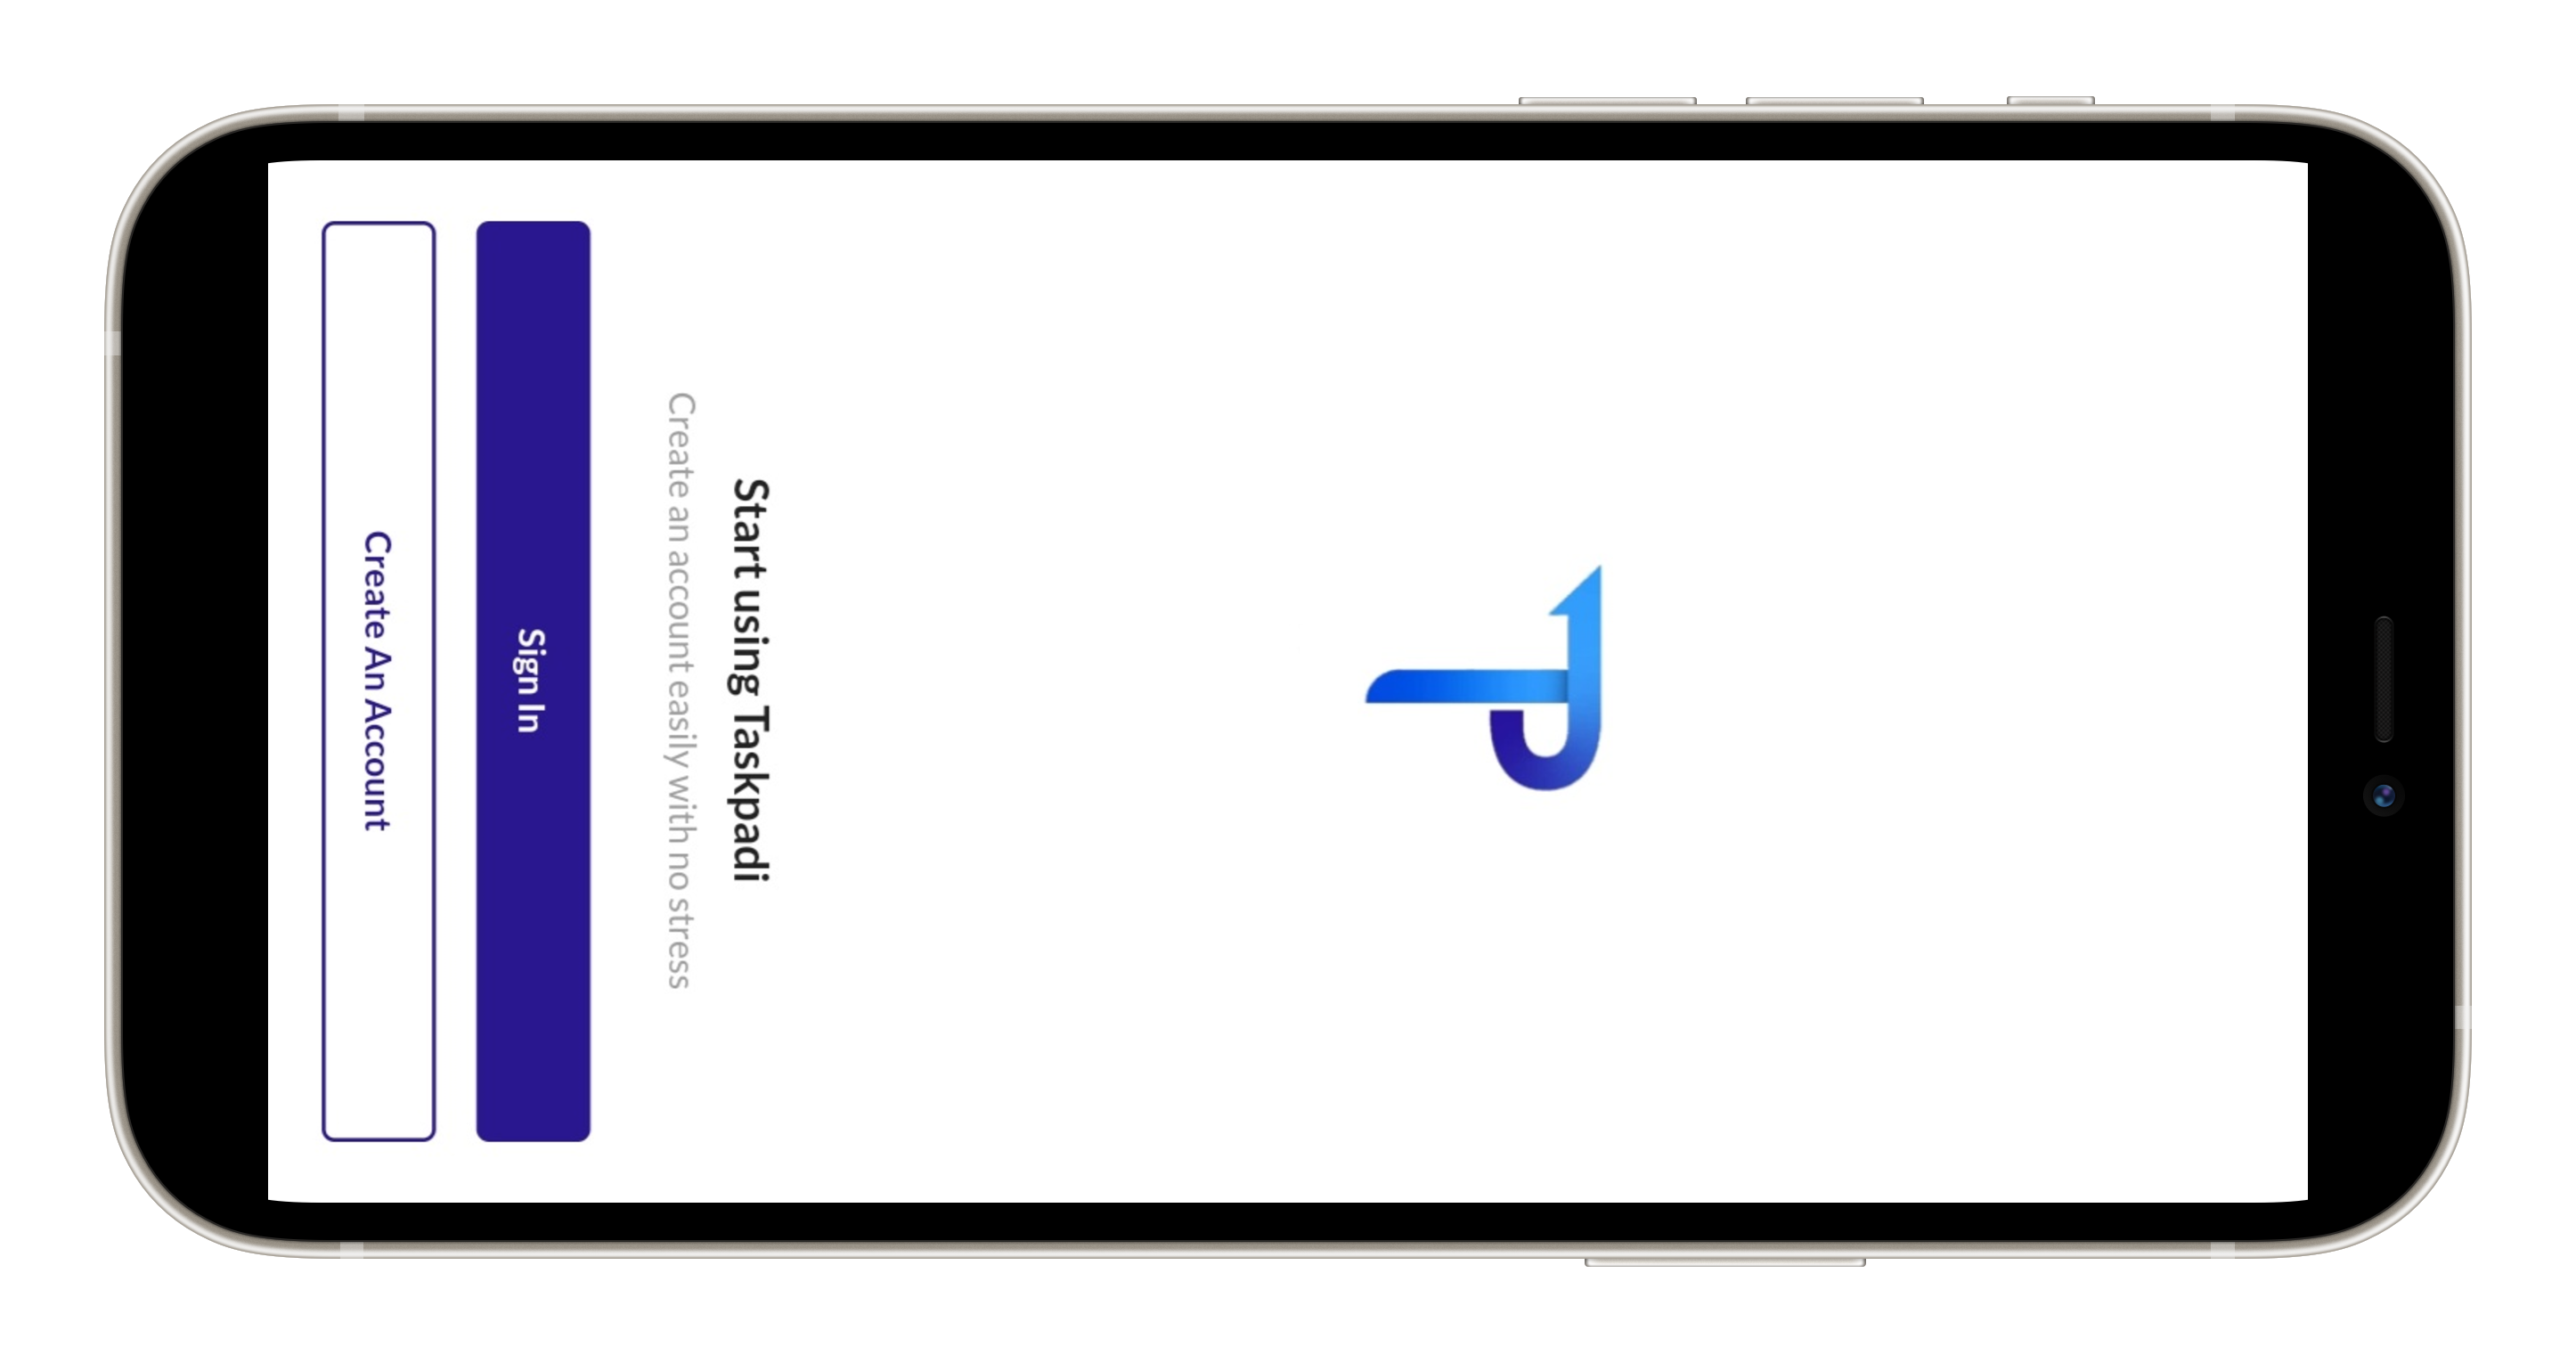 Start using Taskpadi
Create an account easily with no stress
Sign In
Create An Account